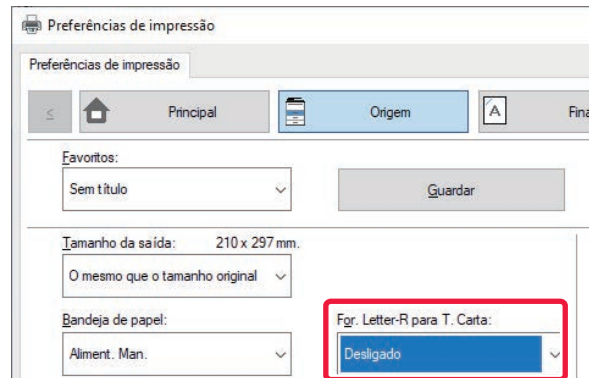 Preferências de impressão
Preferências de impressão
≤ Principal Origem A Fina
Favoritos:
Sem título Guardar
Tamanho da saída: 210 x 297 mm.
O mesmo que o tamanho original
Bandeja de papel: For. Letter-R para T. Carta:
Aliment. Man. Desligado